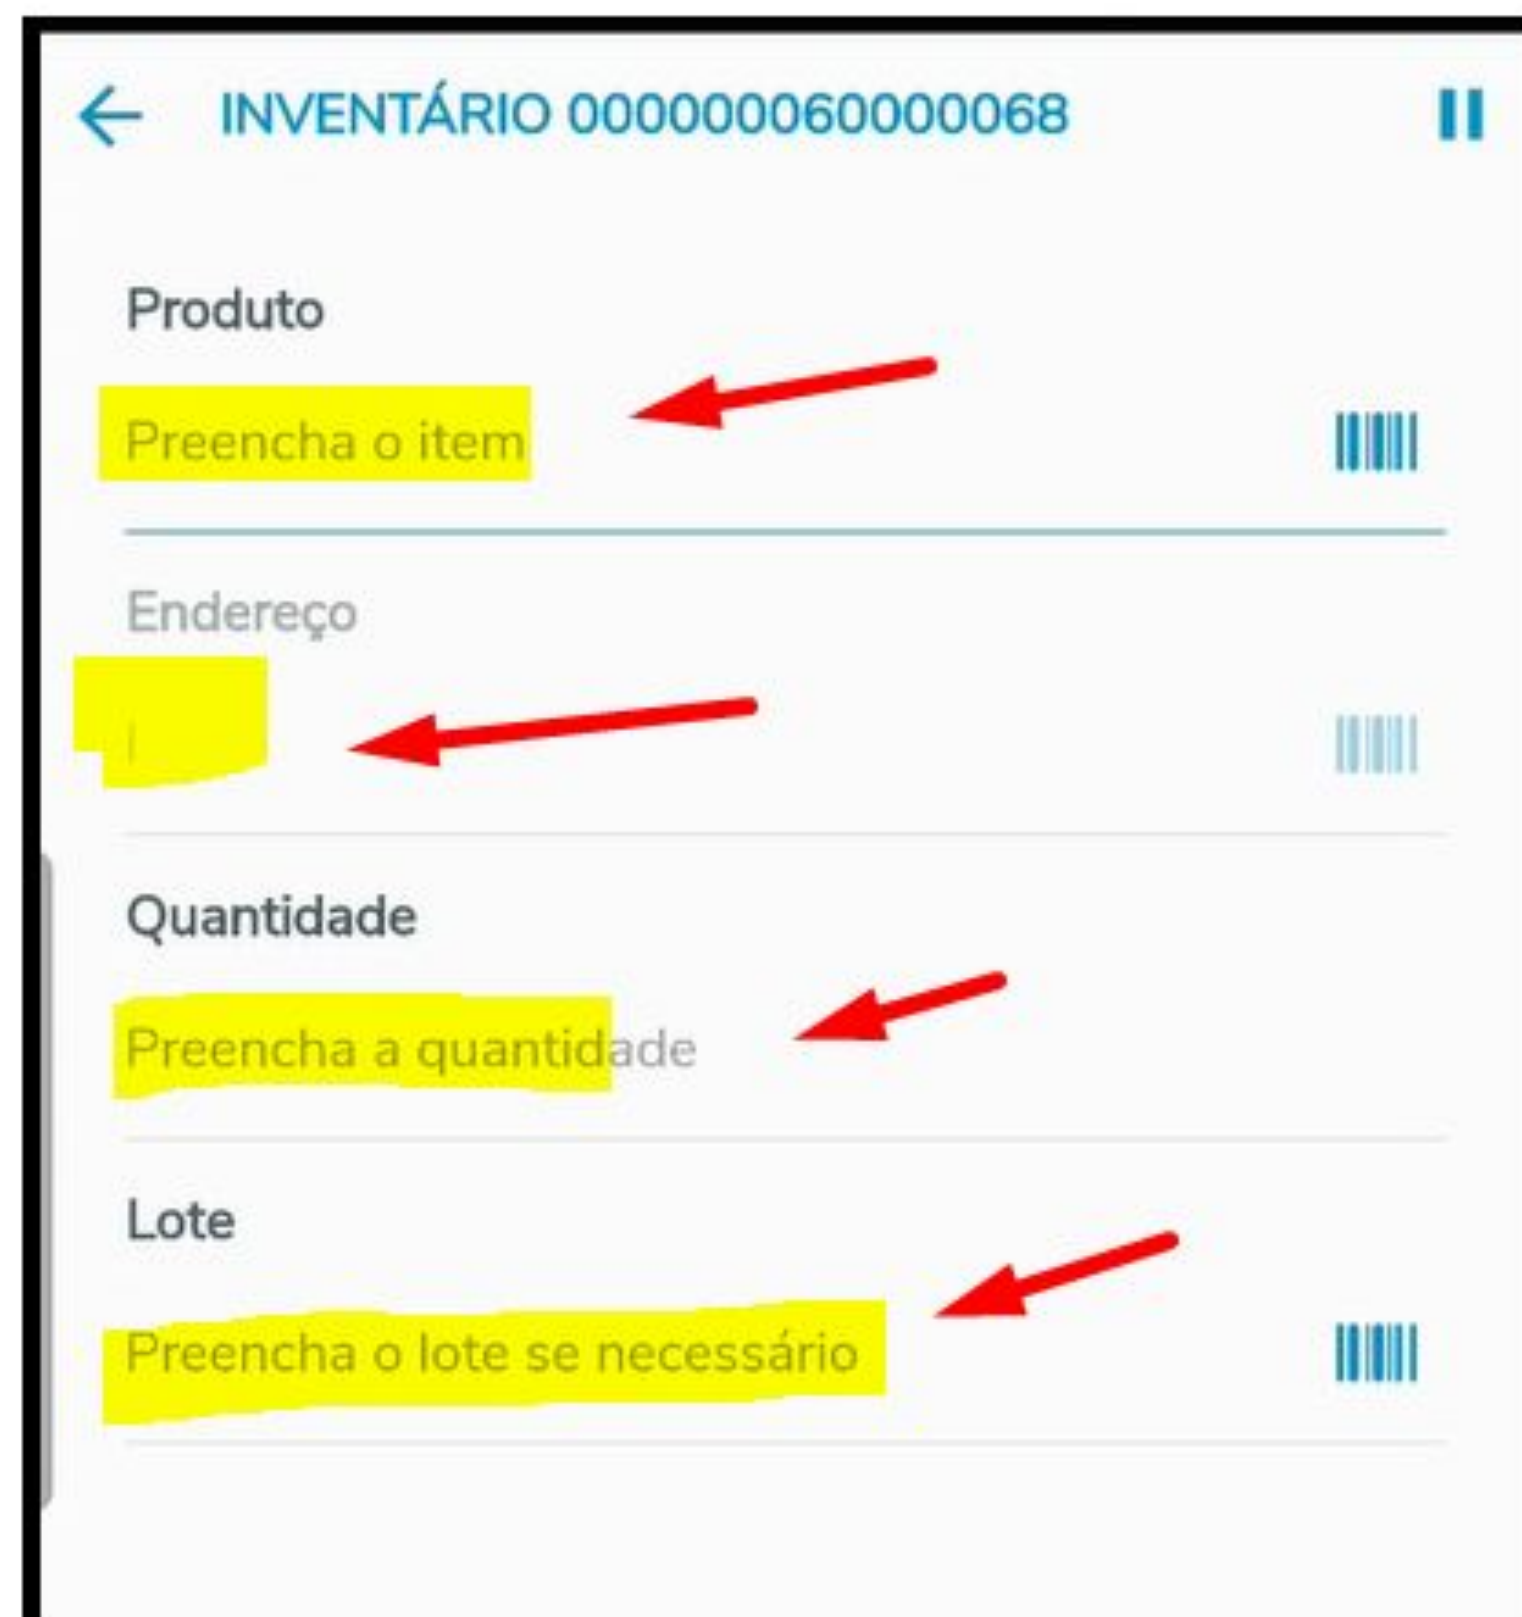 INVENTÁRIO 000000060000068
Produto
Preencha o item
Endereço
Quantidade
Preencha a quantidade
Lote
Preencha o lote se necessário